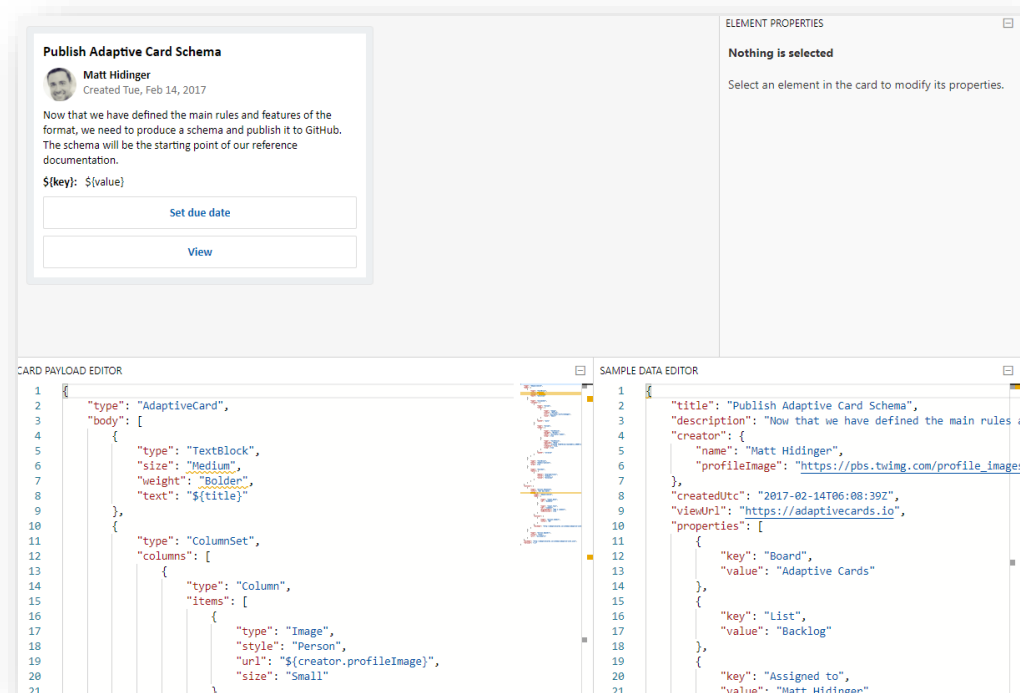 ELEMENT PROPERTIES
Nothing is selected
Select an element in the card to modify its properties.
Publish Adaptive Card Schema
Matt Hidinger
Created Tue, Feb 14, 2017
Now that we have defined the main rules and features of the
format, we need to produce a schema and publish it to GitHub.
The schema will be the starting point of our reference
documentation.
${key}: ${value}
Set due date
View
CARD PAYLOAD EDITOR
1 {
2 "type": "AdaptiveCard",
3 "body": [
4 {
5 "type": "TextBlock",
6 "size": "Medium",
7 "weight": "Bolder",
8 "text": "${title}"
9 },
10 {
11 "type": "ColumnSet",
12 "columns": [
13 {
14 "type": "Column",
15 "items": [
16 {
17 "type": "Image",
18 "style": "Person",
19 "url": "${creator.profileImage}",
20 "size": "Small"
21 }
SAMPLE DATA EDITOR
1 {
2 "title": "Publish Adaptive Card Schema",
3 "description": "Now that we have defined the main rules a
4 "creator": {
5 "name": "Matt Hidinger",
6 "profileImage": "https://pbs.twimg.com/profile_images
7 },
8 "createdUtc": "2017-02-14T06:08:39Z",
9 "viewUrl": "https://adaptivecards.io",
10 "properties": [
11 {
12 "key": "Board",
13 "value": "Adaptive Cards"
14 },
15 {
16 "key": "List",
17 "value": "Backlog"
18 },
19 {
20 "key": "Assigned to",
21 "value": "Matt Hidinger"